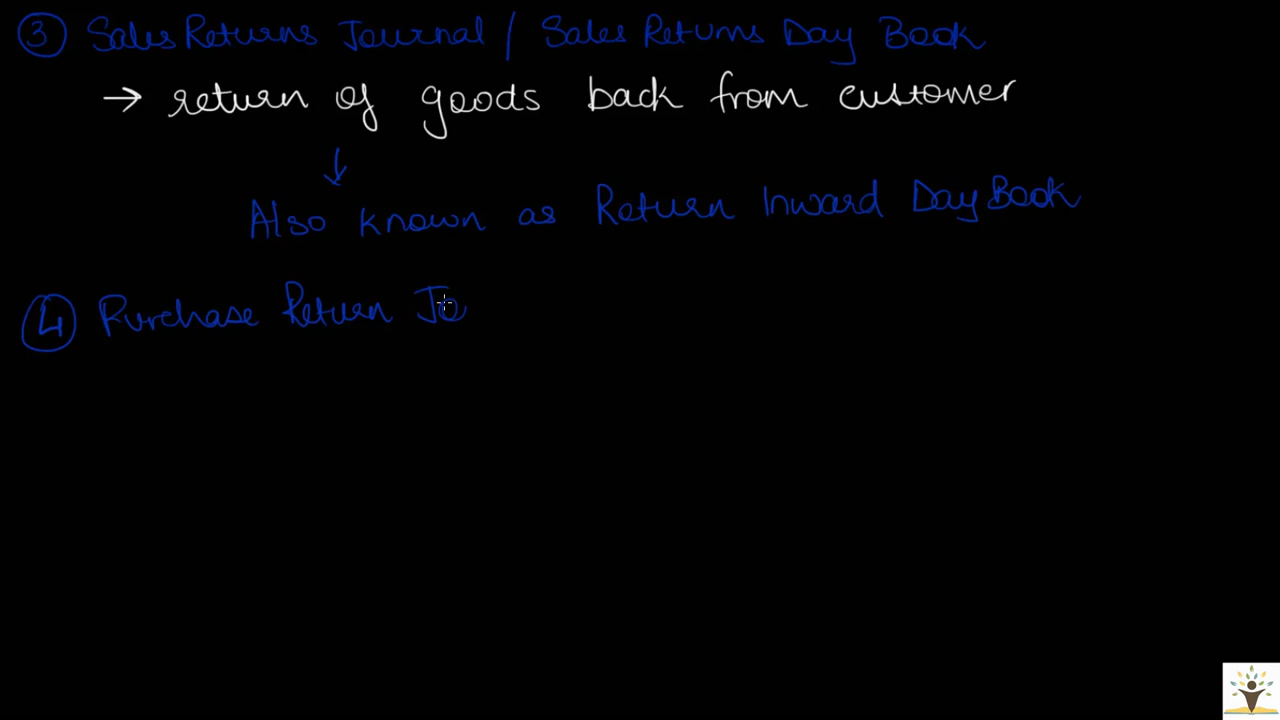 ③ Sales Returns Journal / Sales Returns Day Book
→ return of goods back from customer
↓
Also known as Return Inward Day Book
④ Purchase Return Jo